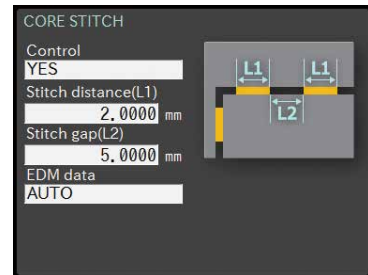 CORE STITCH
Control
YES
Stitch distance(L1)
2.0000 mm
Stitch gap(L2)
5.0000 mm
EDM data
AUTO
L1 L1
L2